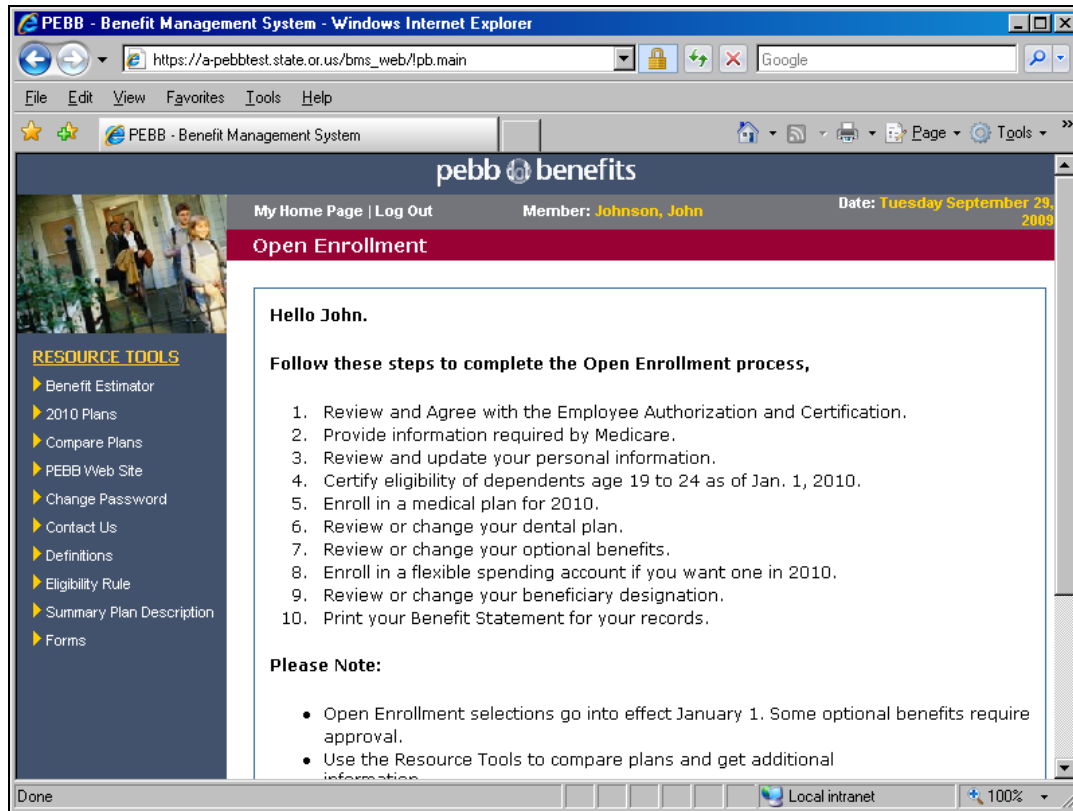 PEBB - Benefit Management System - Windows Internet Explorer
https://a-pebbtest.state.or.us/bms_web/!pb.main
Google
File Edit View Favorites Tools Help
PEBB - Benefit Management System
Page Tools
pebb benefits
My Home Page | Log Out
Member: Johnson, John
Date: Tuesday September 29,
2009
Open Enrollment
RESOURCE TOOLS
Benefit Estimator
2010 Plans
Compare Plans
PEBB Web Site
Change Password
Contact Us
Definitions
Eligibility Rule
Summary Plan Description
Forms
Hello John.
Follow these steps to complete the Open Enrollment process,
1. Review and Agree with the Employee Authorization and Certification.
2. Provide information required by Medicare.
3. Review and update your personal information.
4. Certify eligibility of dependents age 19 to 24 as of Jan. 1, 2010.
5. Enroll in a medical plan for 2010.
6. Review or change your dental plan.
7. Review or change your optional benefits.
8. Enroll in a flexible spending account if you want one in 2010.
9. Review or change your beneficiary designation.
10. Print your Benefit Statement for your records.
Please Note:
• Open Enrollment selections go into effect January 1. Some optional benefits require
approval.
• Use the Resource Tools to compare plans and get additional
information
Done
Local intranet
100%